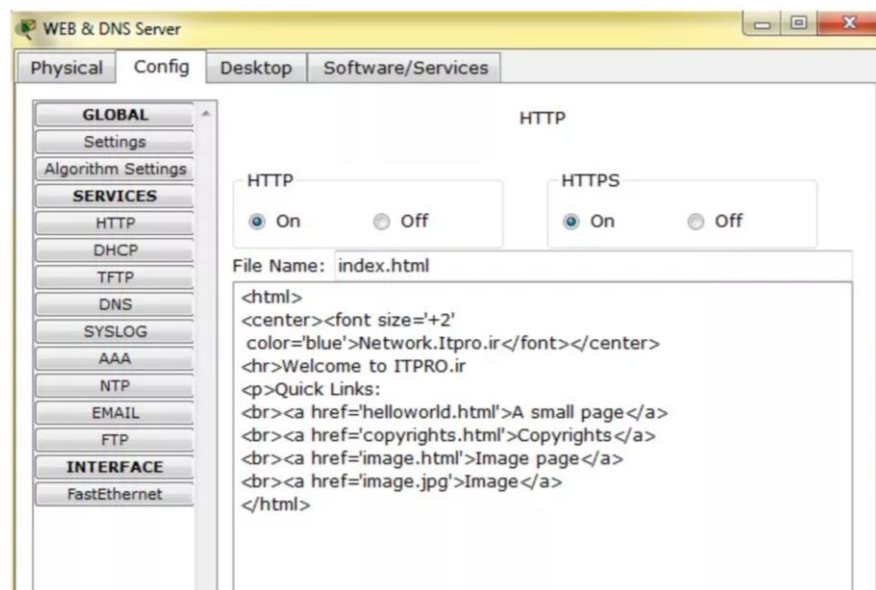 WEB & DNS Server
Physical Config Desktop Software/Services
GLOBAL
Settings
Algorithm Settings
SERVICES
HTTP
DHCP
TFTP
DNS
SYSLOG
AAA
NTP
EMAIL
FTP
INTERFACE
FastEthernet
HTTP
HTTP HTTPS
On Off On Off
File Name: index.html
<html>
<center><font size='+2'
color='blue'>Network.Itpro.ir</font></center>
<hr>Welcome to ITPRO.ir
<p>Quick Links:
<br><a href='helloworld.html'>A small page</a>
<br><a href='copyrights.html'>Copyrights</a>
<br><a href='image.html'>Image page</a>
<br><a href='image.jpg'>Image</a>
</html>